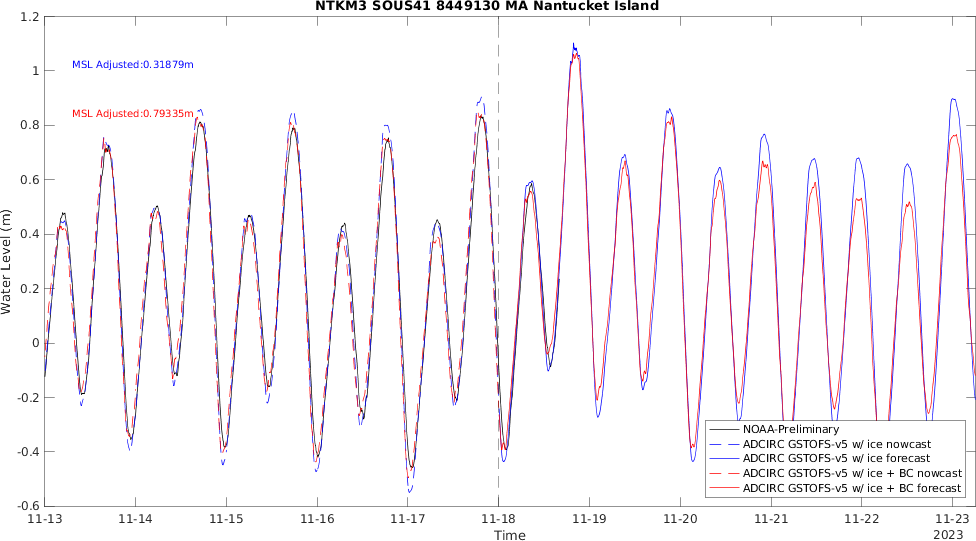 NTKM3 SOUS41 8449130 MA Nantucket Island
Water Level (m)
1.2
1
0.8
0.6
0.4
0.2
0
-0.2
-0.4
-0.6
MSL Adjusted:0.31879m
MSL Adjusted:0.79335m
NOAA-Preliminary
ADCIRC GSTOFS-v5 w/ ice nowcast
ADCIRC GSTOFS-v5 w/ ice forecast
ADCIRC GSTOFS-v5 w/ ice + BC nowcast
ADCIRC GSTOFS-v5 w/ ice + BC forecast
11-13 11-14 11-15 11-16 11-17 11-18 11-19 11-20 11-21 11-22 11-23
Time
2023